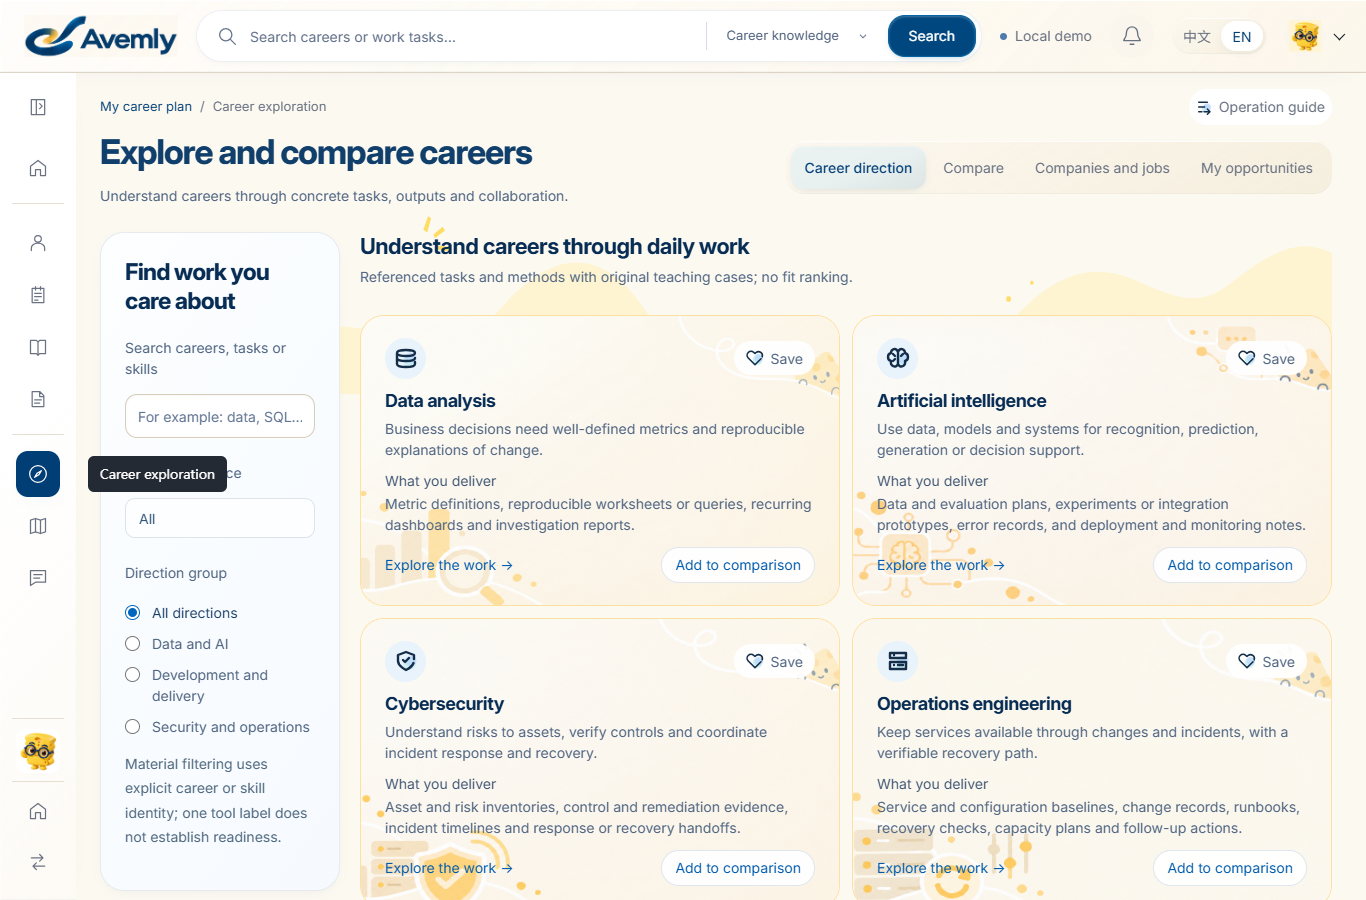 Avemly
Search careers or work tasks...
Career knowledge
Search
Local demo
中文
EN
My career plan / Career exploration
Operation guide
Explore and compare careers
Understand careers through concrete tasks, outputs and collaboration.
Career direction
Compare
Companies and jobs
My opportunities
Find work you
care about
Search careers, tasks or
skills
For example: data, SQL...
Career exploration
ce
All
Direction group
All directions
Data and AI
Development and
delivery
Security and operations
Material filtering uses
explicit career or skill
identity; one tool label does
not establish readiness.
Understand careers through daily work
Referenced tasks and methods with original teaching cases; no fit ranking.
Save
Data analysis
Business decisions need well-defined metrics and reproducible
explanations of change.
What you deliver
Metric definitions, reproducible worksheets or queries, recurring
dashboards and investigation reports.
Explore the work →
Add to comparison
Save
Artificial intelligence
Use data, models and systems for recognition, prediction,
generation or decision support.
What you deliver
Data and evaluation plans, experiments or integration
prototypes, error records, and deployment and monitoring notes.
Explore the work →
Add to comparison
Save
Cybersecurity
Understand risks to assets, verify controls and coordinate
incident response and recovery.
What you deliver
Asset and risk inventories, control and remediation evidence,
incident timelines and response or recovery handoffs.
Explore the work →
Add to comparison
Save
Operations engineering
Keep services available through changes and incidents, with a
verifiable recovery path.
What you deliver
Service and configuration baselines, change records, runbooks,
recovery checks, capacity plans and follow-up actions.
Explore the work →
Add to comparison